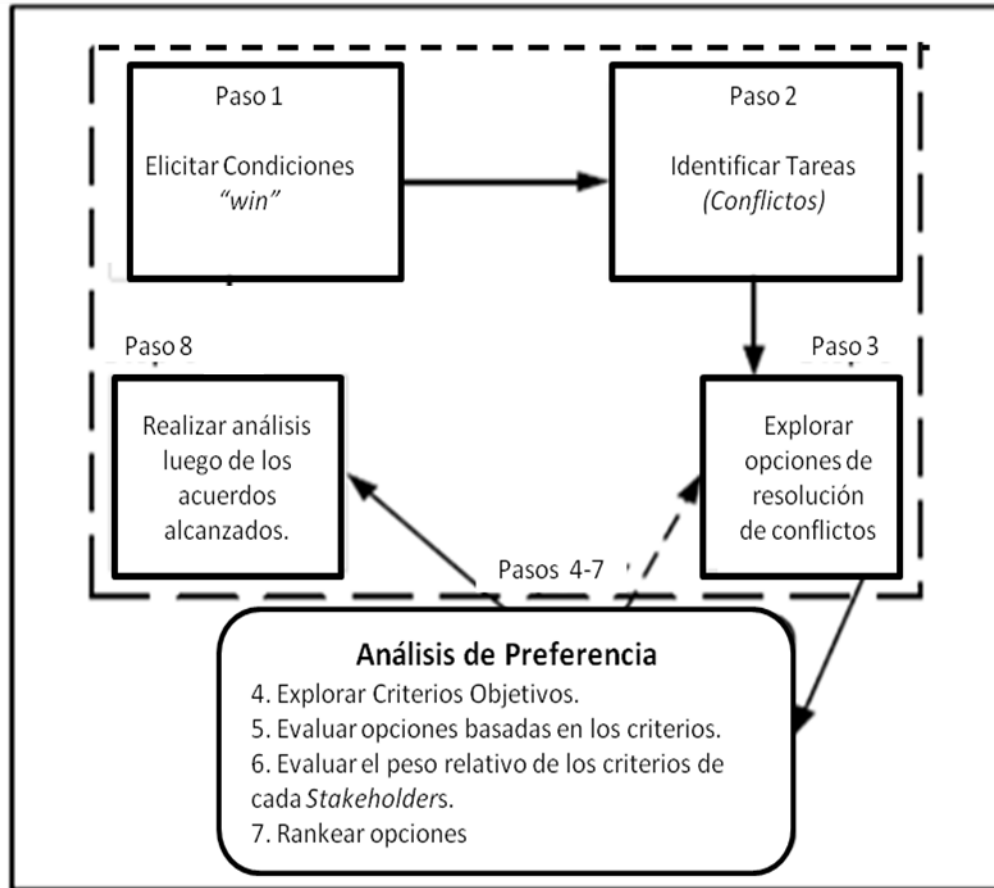 Paso 1
Elicitar Condiciones
“win”
Paso 2
Identificar Tareas
(Conflictos)
Paso 8
Realizar análisis
luego de los
acuerdos
alcanzados.
Paso 3
Explorar
opciones de
resolución
de conflictos
Pasos 4-7
Análisis de Preferencia
4. Explorar Criterios Objetivos.
5. Evaluar opciones basadas en los criterios.
6. Evaluar el peso relativo de los criterios de
cada Stakeholders.
7. Rankear opciones